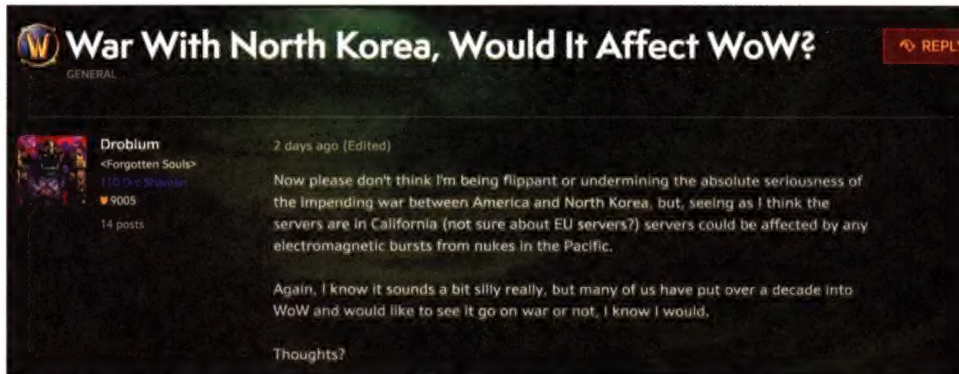 War With North Korea, Would It Affect WoW?
REPLY
GENERAL
Drobium
<Forgotten Souls>
110 Orc Shaman
9005
14 posts
2 days ago (Edited)
Now please don't think I'm being flippant or undermining the absolute seriousness of
the impending war between America and North Korea, but, seeing as I think the
servers are in California (not sure about EU servers?) servers could be affected by any
electromagnetic bursts from nukes in the Pacific.
Again, I know it sounds a bit silly really, but many of us have put over a decade into
WoW and would like to see it go on war or not, I know I would.
Thoughts?